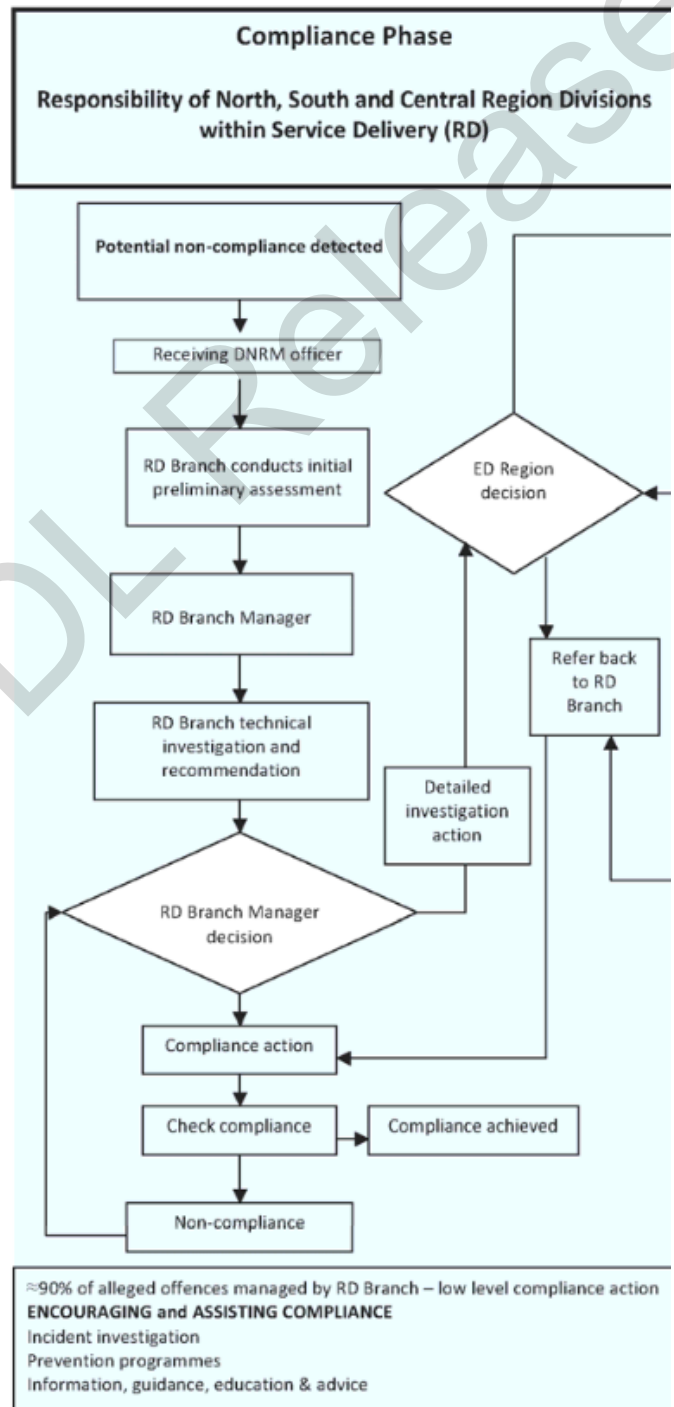 Compliance Phase
Responsibility of North, South and Central Region Divisions
within Service Delivery (RD)
Potential non-compliance detected
Receiving DNRM officer
RD Branch conducts initial
preliminary assessment
RD Branch Manager
RD Branch technical
investigation and
recommendation
RD Branch Manager
decision
Detailed
investigation
action
ED Region
decision
Refer back
to RD
Branch
Compliance action
Check compliance
Compliance achieved
Non-compliance
≈90% of alleged offences managed by RD Branch – low level compliance action
ENCOURAGING and ASSISTING COMPLIANCE
Incident investigation
Prevention programmes
Information, guidance, education & advice
DL Release